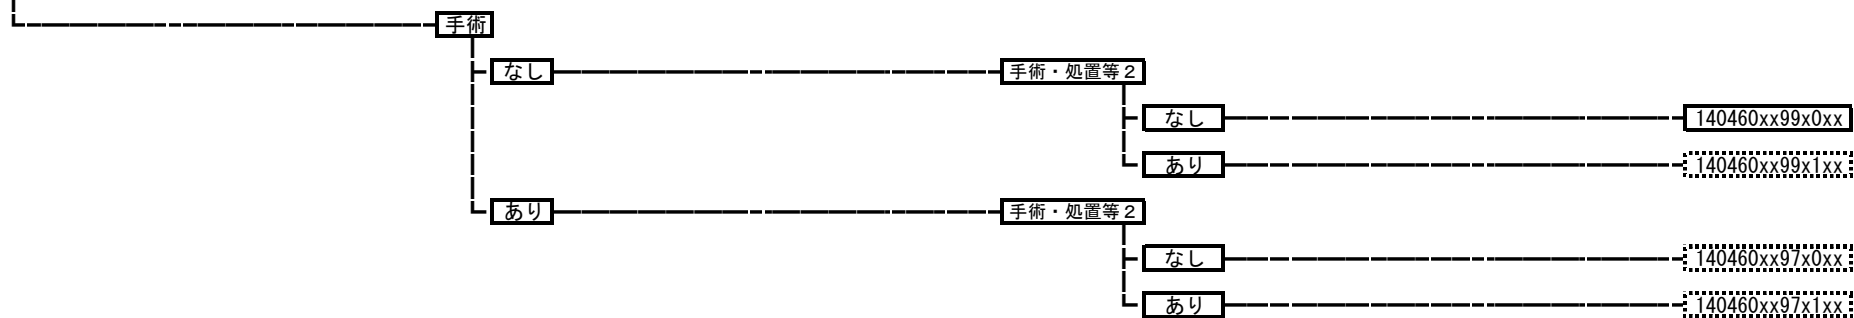 手術
なし 手術・処置等２
なし 140460xx99x0xx
あり 140460xx99x1xx
あり 手術・処置等２
なし 140460xx97x0xx
あり 140460xx97x1xx